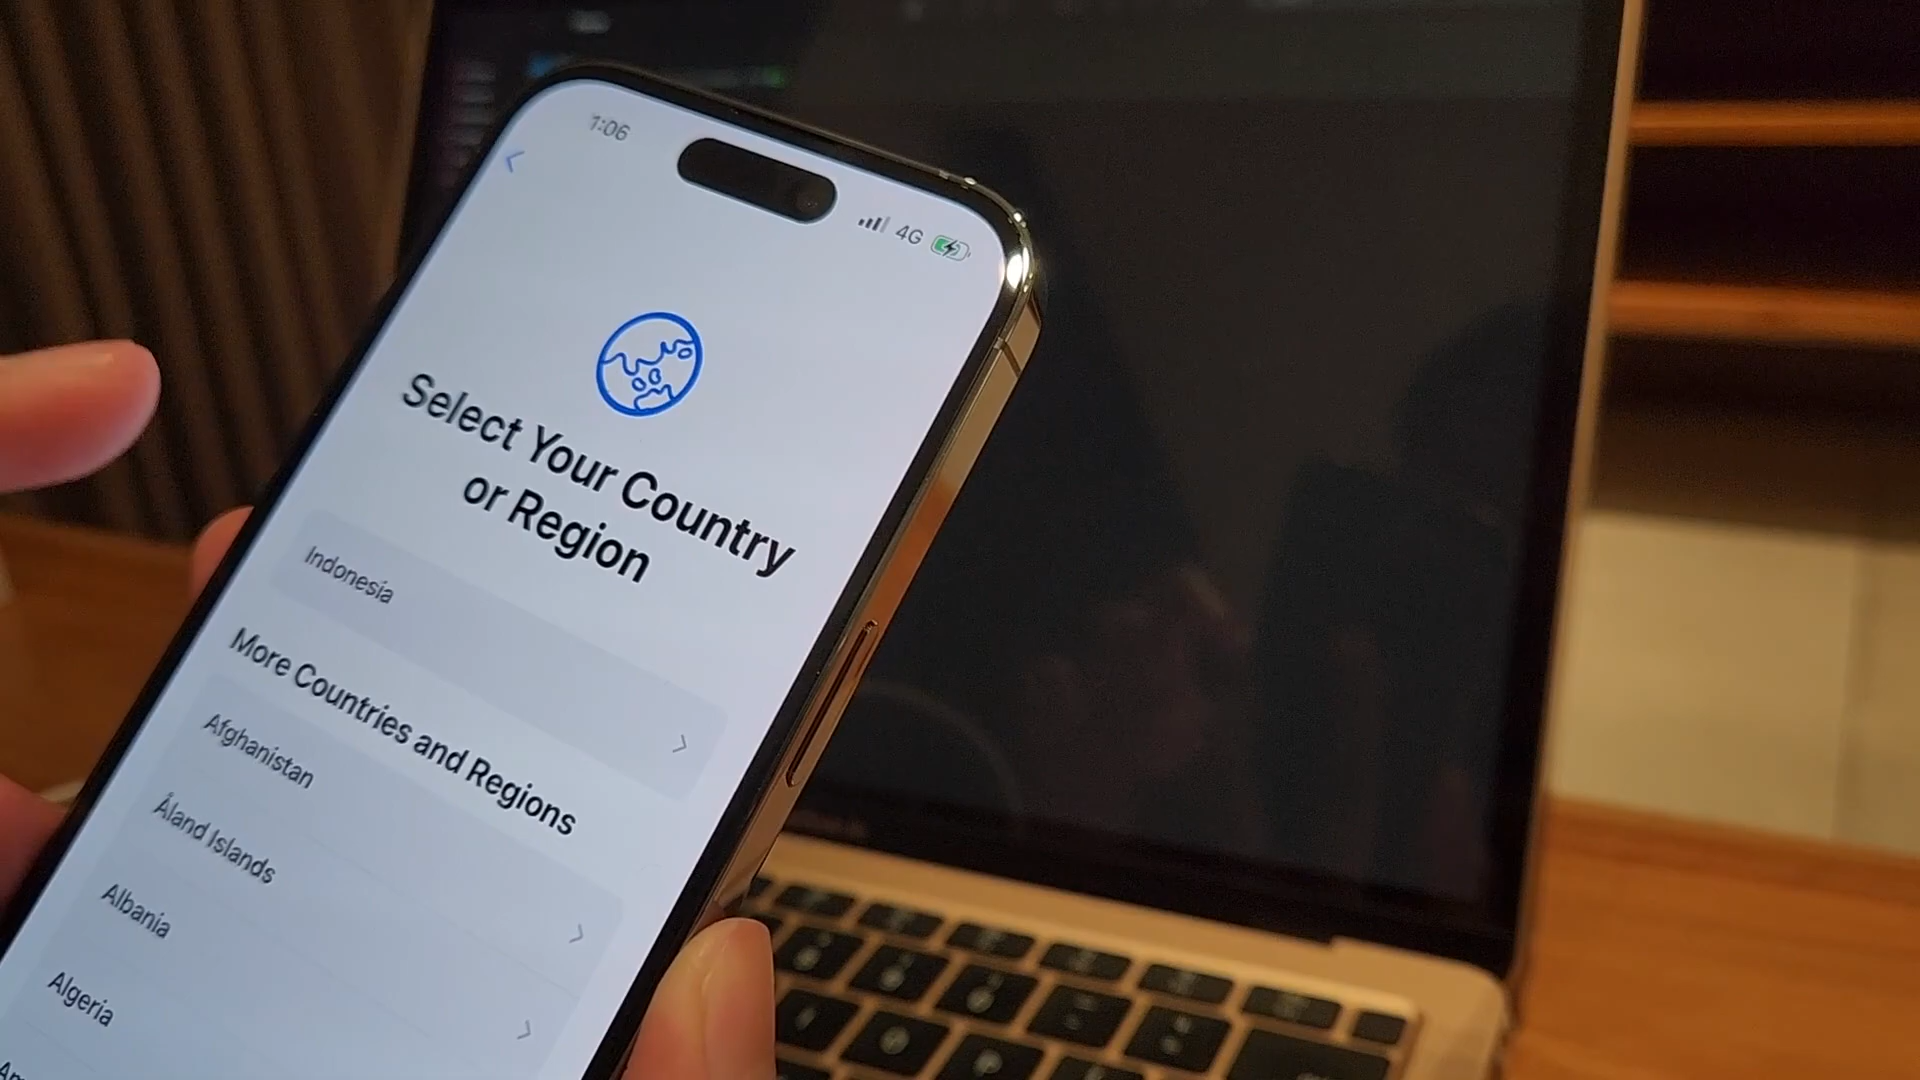 1:06
4G
Select Your Country
or Region
Indonesia
More Countries and Regions
Afghanistan
Åland Islands
Albania
Algeria